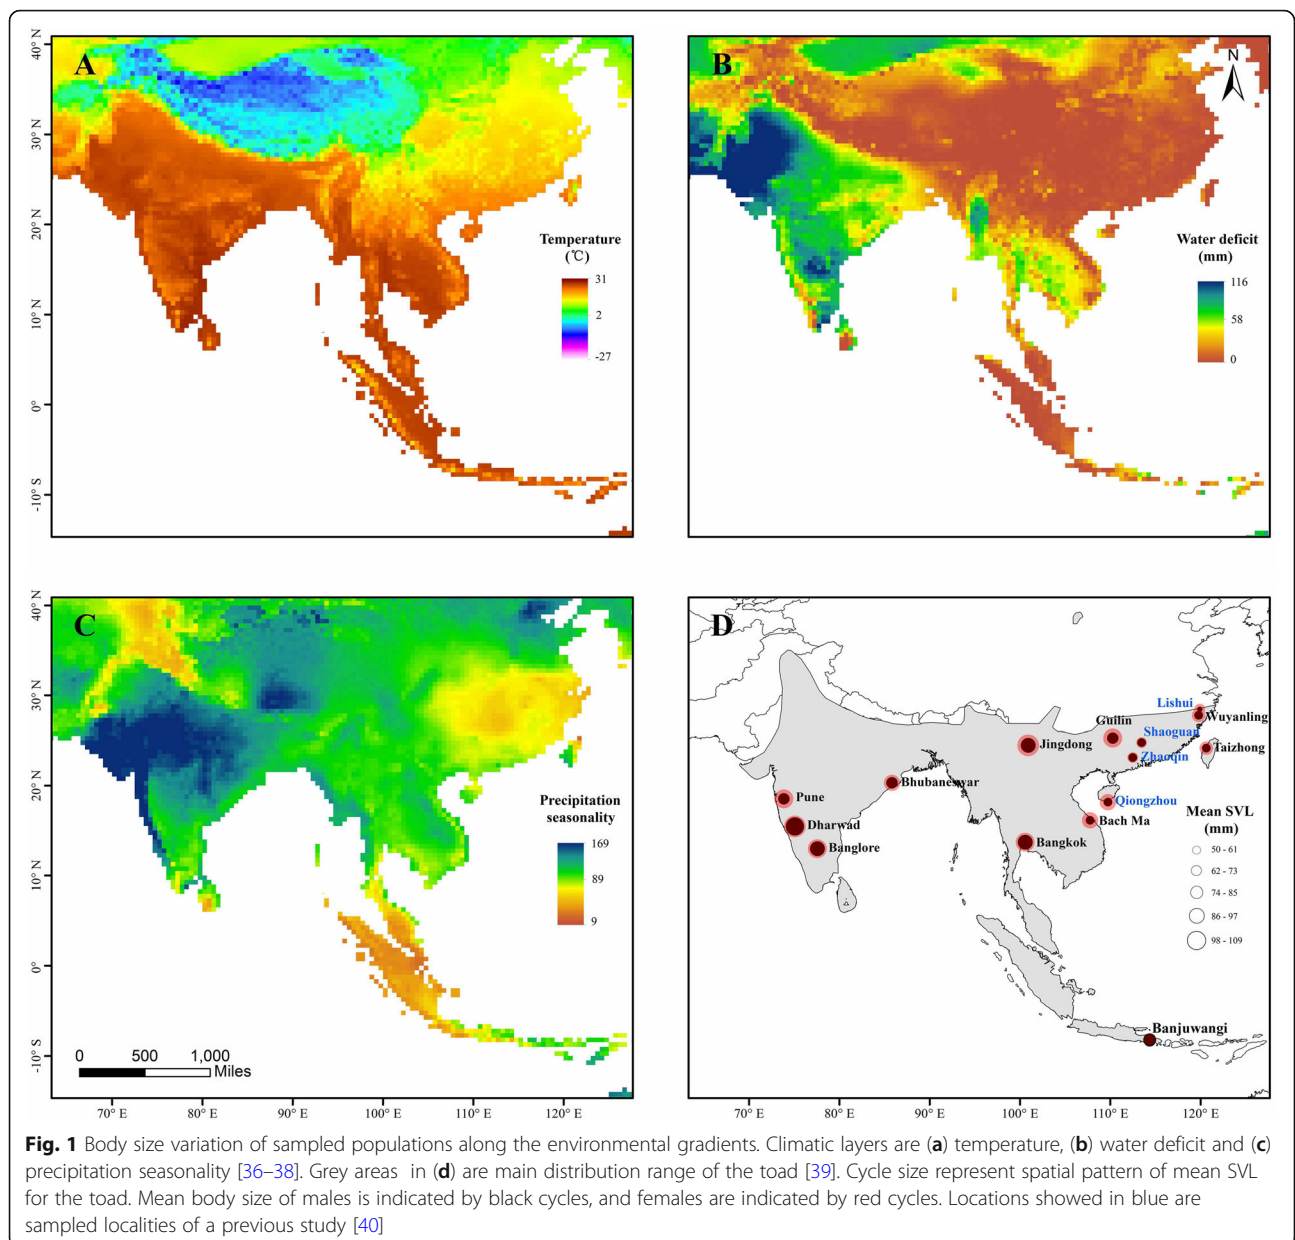 A
40° N
30° N
20° N
10° N
0°
-10° S
Temperature
(℃)
31
2
-27
B
N
Water deficit
(mm)
116
58
0
C
40° N
30° N
20° N
10° N
0°
-10° S
Precipitation
seasonality
169
89
9
0 500 1,000
Miles
70° E 80° E 90° E 100° E 110° E 120° E
D
Lishui
Wuyanling
Guilin
Shaoguan
Jingdong
Taizhong
Zhaoqin
Bhubaneswar
Pune
Qiongzhou
Bach Ma
Dharwad
Banglore
Bangkok
Mean SVL
(mm)
50 - 61
62 - 73
74 - 85
86 - 97
98 - 109
Banjuwangi
70° E 80° E 90° E 100° E 110° E 120° E
Fig. 1 Body size variation of sampled populations along the environmental gradients. Climatic layers are (a) temperature, (b) water deficit and (c)
precipitation seasonality [36–38]. Grey areas in (d) are main distribution range of the toad [39]. Cycle size represent spatial pattern of mean SVL
for the toad. Mean body size of males is indicated by black cycles, and females are indicated by red cycles. Locations showed in blue are
sampled localities of a previous study [40]